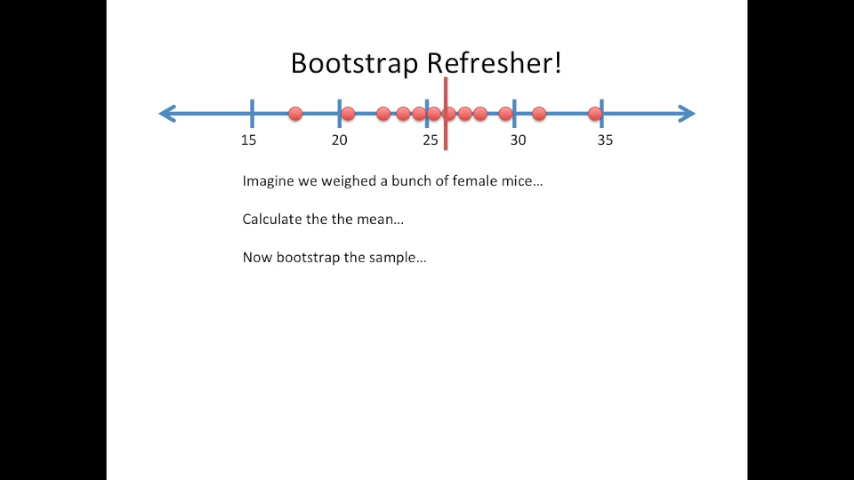 Bootstrap Refresher!
15 20 25 30 35
Imagine we weighed a bunch of female mice...
Calculate the the mean...
Now bootstrap the sample...